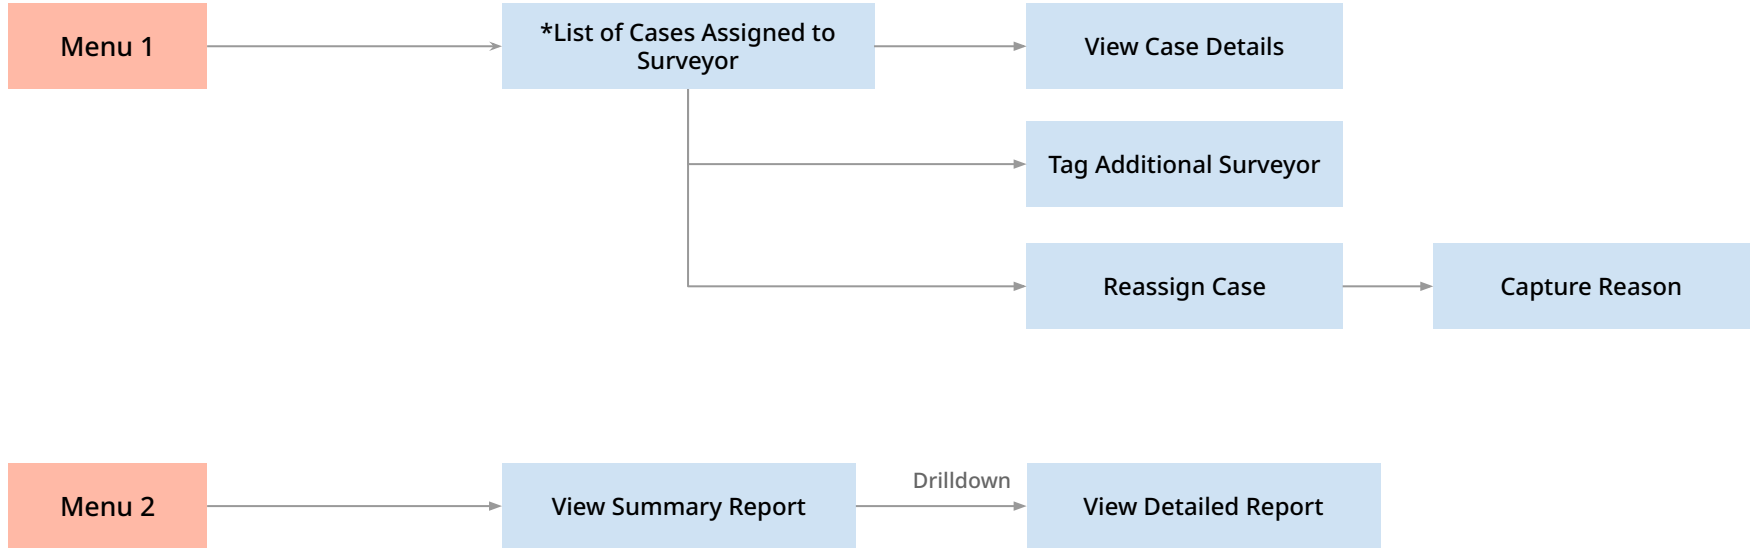 Menu 1
*List of Cases Assigned to
Surveyor
View Case Details
Tag Additional Surveyor
Reassign Case
Capture Reason
Menu 2
View Summary Report
Drilldown
View Detailed Report